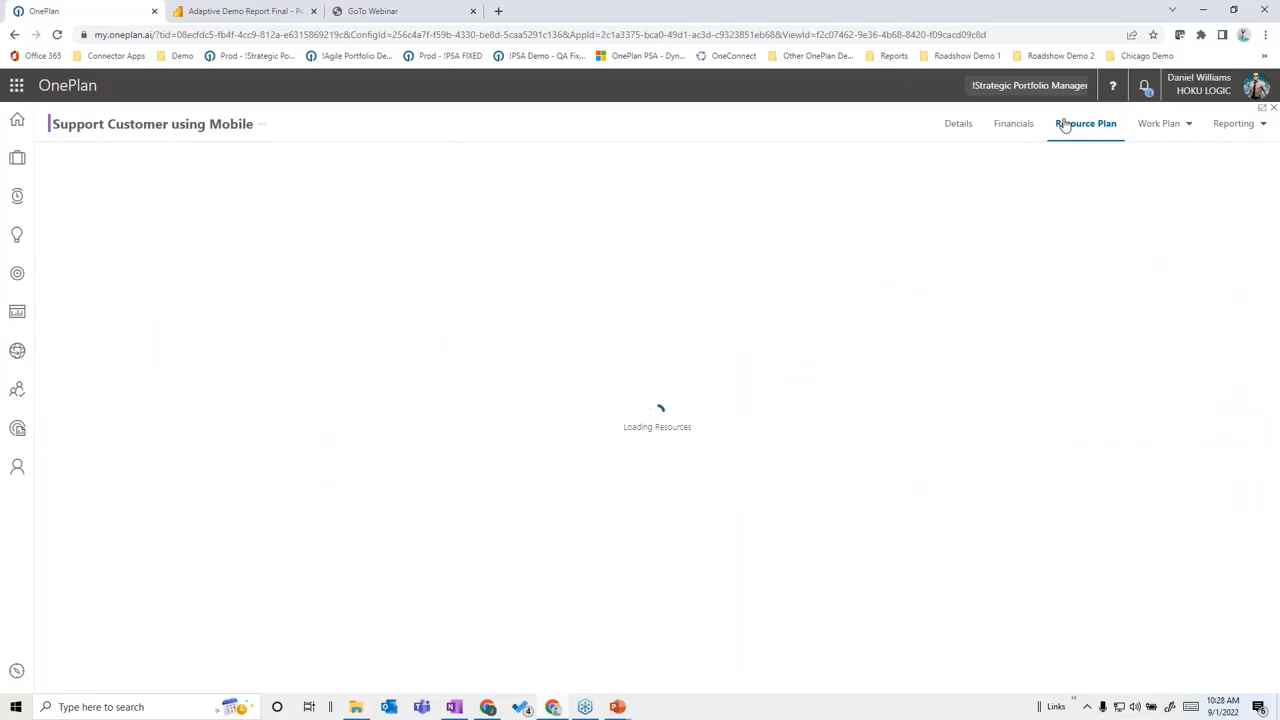 OnePlan
Adaptive Demo Report Final - Po
GoTo Webinar
my.oneplan.ai/?tid=08ecfdc5-fb4f-4cc9-812a-e6315869219c&ConfigId=256c4a7f-f59b-4330-be8d-5caa5291c136&AppId=2c1a3375-bca0-49d1-ac3d-c9322851eb68&ViewId=f2c07462-9e36-4b68-8420-f09cacd09c8d
Office 365
Connector Apps
Demo
Prod - !Strategic Po...
!Agile Portfolio De...
Prod - !PSA FIXED
!PSA Demo - QA Fix...
OnePlan PSA - Dyn...
OneConnect
Other OnePlan De...
Reports
Roadshow Demo 1
Roadshow Demo 2
Chicago Demo
OnePlan
!Strategic Portfolio Manager
?
Daniel Williams
HOKU LOGIC
Support Customer using Mobile
Details
Financials
Resource Plan
Work Plan
Reporting
Loading Resources
Type here to search
Links
10:28 AM
9/1/2022